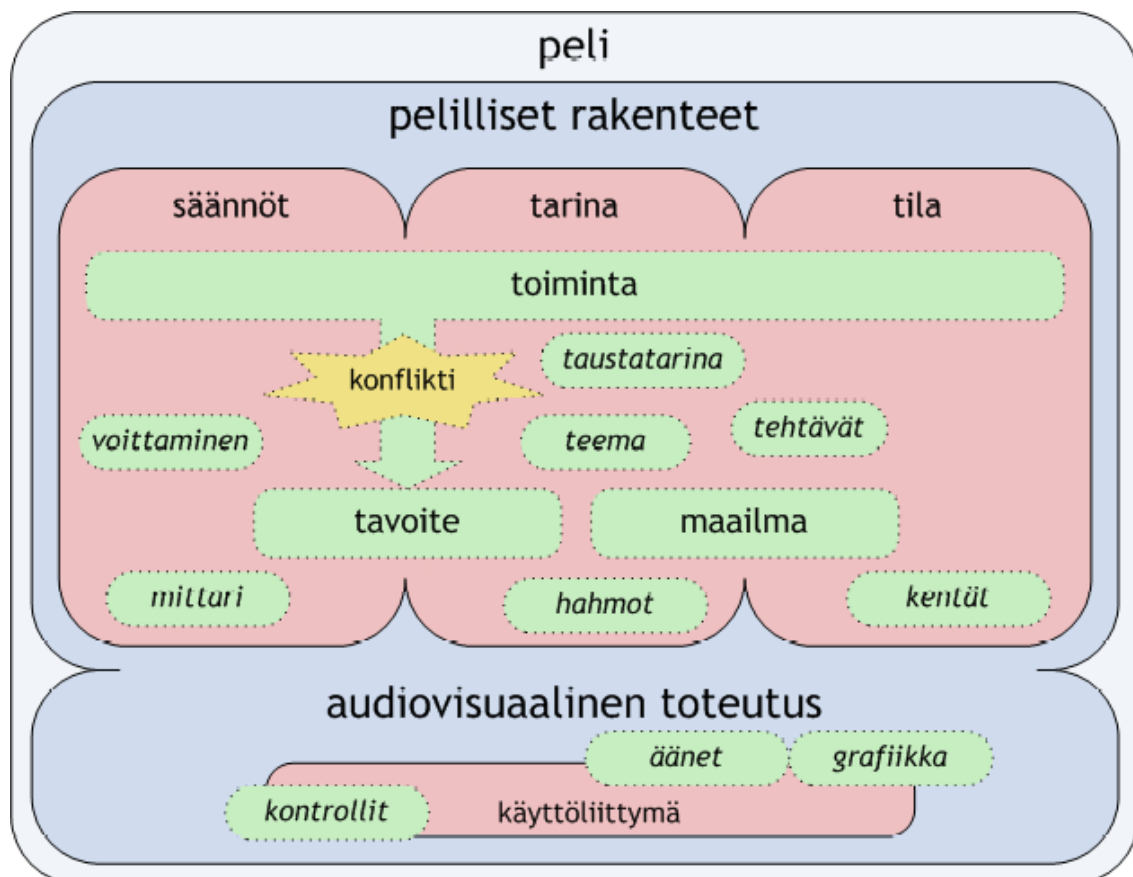 peli
pelilliset rakenteet
säännöt
tarina
tila
toiminta
konflikti
taustatarina
voittaminen
teema
tehtävät
tavoite
maailma
mittari
hahmot
kentät
audiovisuaalinen toteutus
äänet
grafiikka
kontrollit
käyttöliittymä